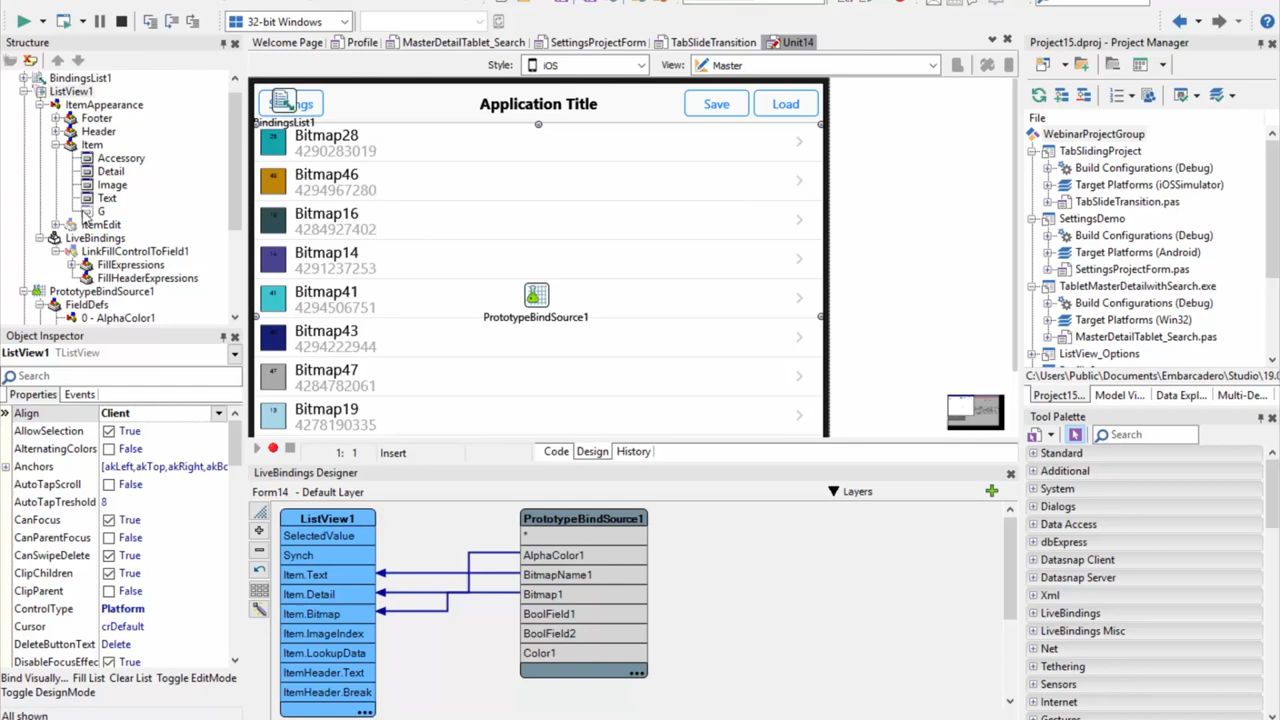 32-bit Windows
Structure
BindingsList1
ListView1
ItemAppearance
Footer
Header
Item
Accessory
Detail
Image
Text
G
ItemEdit
LiveBindings
LinkFillControlToField1
FillExpressions
FillHeaderExpressions
PrototypeBindSource1
FieldDefs
0 - AlphaColor1
Object Inspector
ListView1 TListView
Search
Properties Events
Align Client
AllowSelection True
AlternatingColors False
Anchors [akLeft,akTop,akRight,akBo
AutoTapScroll False
AutoTapTreshold 8
CanFocus True
CanParentFocus False
CanSwipeDelete True
ClipChildren True
ClipParent False
ControlType Platform
Cursor crDefault
DeleteButtonText Delete
DisableFocusEffec True
Bind Visually... Fill List Clear List Toggle EditMode
Toggle DesignMode
All shown
Welcome Page Profile MasterDetailTablet_Search SettingsProjectForm TabSlideTransition Unit14
Style: iOS View: Master
ngs Application Title Save Load
BindingsList1
28 Bitmap28
4290283019
46 Bitmap46
4294967280
Bitmap16
4284927402
Bitmap14
4291237253
41 Bitmap41
4294506751
Bitmap43
4294222944
47 Bitmap47
4284782061
19 Bitmap19
4278190335
PrototypeBindSource1
1: 1 Insert Code Design History
LiveBindings Designer
Form14 - Default Layer Layers
ListView1
SelectedValue
Synch
Item.Text
Item.Detail
Item.Bitmap
Item.ImageIndex
Item.LookupData
ItemHeader.Text
ItemHeader.Break
PrototypeBindSource1
*
AlphaColor1
BitmapName1
Bitmap1
BoolField1
BoolField2
Color1
Project15.dproj - Project Manager
File
WebinarProjectGroup
TabSlidingProject
Build Configurations (Debug)
Target Platforms (iOSSimulator)
TabSlideTransition.pas
SettingsDemo
Build Configurations (Debug)
Target Platforms (Android)
SettingsProjectForm.pas
TabletMasterDetailwithSearch.exe
Build Configurations (Debug)
Target Platforms (Win32)
MasterDetailTablet_Search.pas
ListView_Options
C:\Users\Public\Documents\Embarcadero\Studio\19.0
Project15... Model Vi... Data Expl... Multi-De...
Tool Palette
Search
Standard
Additional
System
Dialogs
Data Access
dbExpress
Datasnap Client
Datasnap Server
Xml
LiveBindings
LiveBindings Misc
Net
Tethering
Sensors
Internet